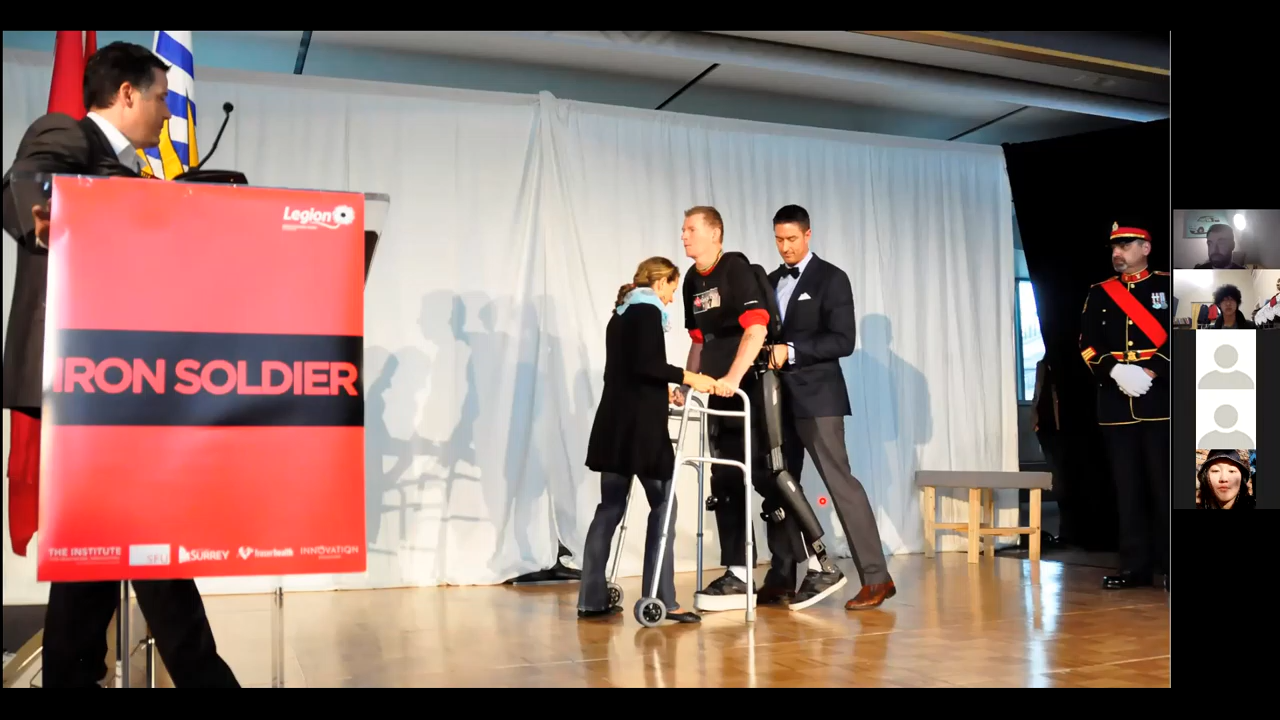 Legion
IRON SOLDIER
THE INSTITUTE
SFU
SURREY
fraserhealth
INNOVATION